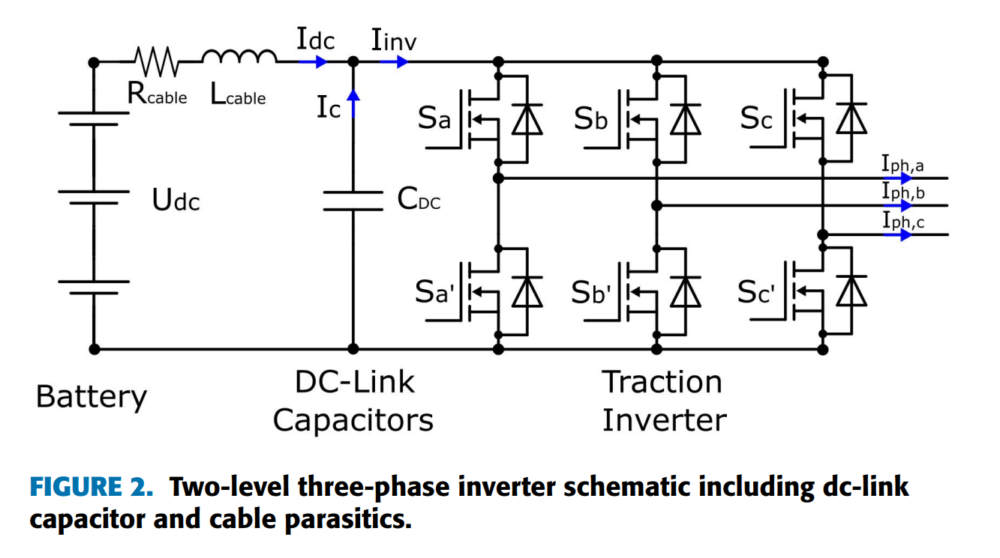 Idc Iinv
Rcable Lcable
Ic
Sa Sb Sc
Iph,a
Iph,b
Iph,c
Udc
CDC
Sa' Sb' Sc'
Battery
DC-Link
Capacitors
Traction
Inverter
FIGURE 2. Two-level three-phase inverter schematic including dc-link
capacitor and cable parasitics.